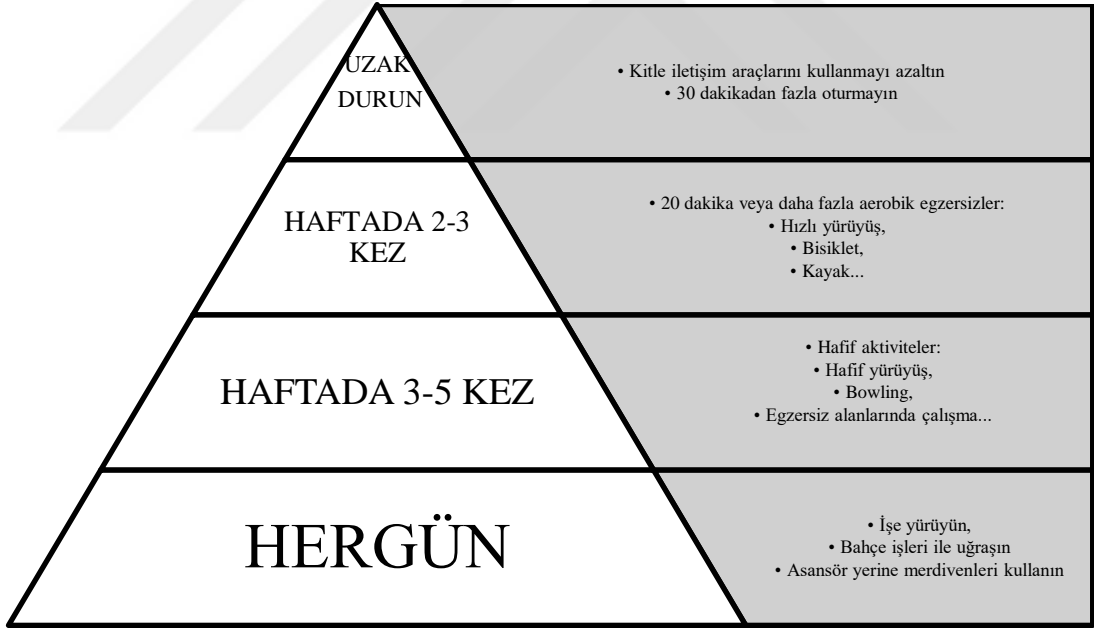 UZAK
DURUN
• Kitle iletişim araçlarını kullanmayı azaltın
• 30 dakikadan fazla oturmayın
HAFTADA 2-3
KEZ
• 20 dakika veya daha fazla aerobik egzersizler:
• Hızlı yürüyüş,
• Bisiklet,
• Kayak...
HAFTADA 3-5 KEZ
• Hafif aktiviteler:
• Hafif yürüyüş,
• Bowling,
• Egzersiz alanlarında çalışma...
HERGÜN
• İşe yürüyün,
• Bahçe işleri ile uğraşın
• Asansör yerine merdivenleri kullanın